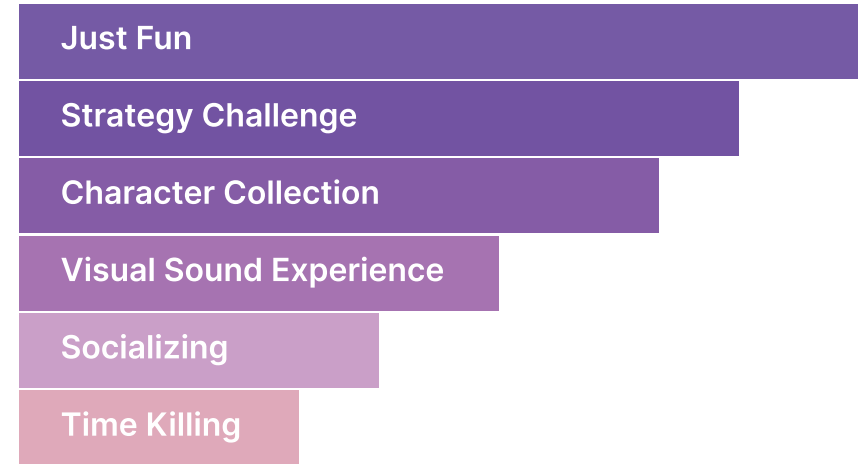 Just Fun
Strategy Challenge
Character Collection
Visual Sound Experience
Socializing
Time Killing